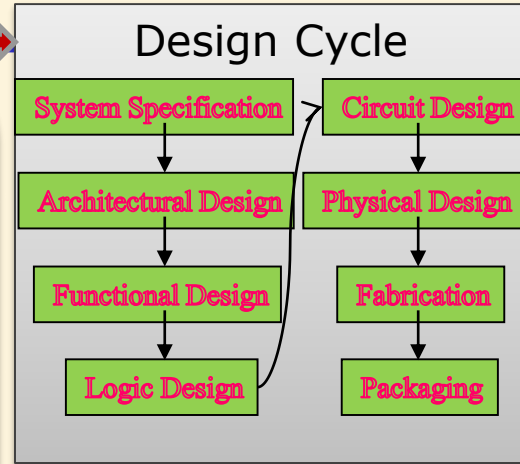 Design Cycle
System Specification
Architectural Design
Functional Design
Logic Design
Circuit Design
Physical Design
Fabrication
Packaging